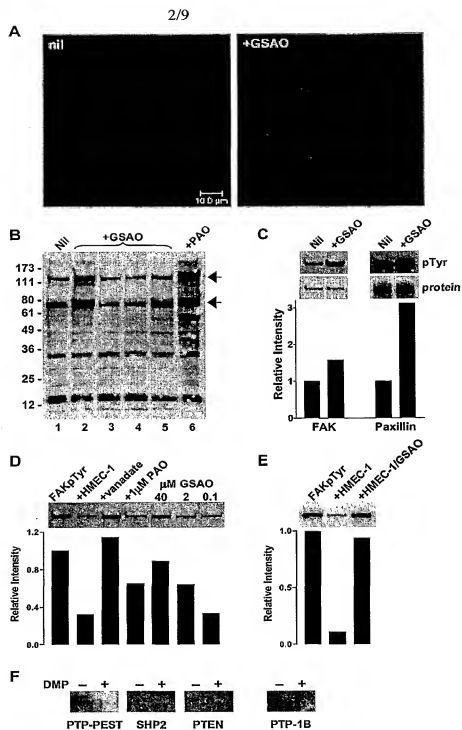 2/9
A
nil
+GSAO
10.0 µm
B
Nil
+GSAO
+PAO
173
111
80
61
49
36
25
12
1 2 3 4 5 6
C
Nil
+GSAO
Nil
+GSAO
pTyr
protein
Relative Intensity
3
2
1
0
FAK
Paxillin
D
FAKpTyr
+HMEC-1
+vanadate
+1µM PAO
µM GSAO
40 2 0.1
Relative Intensity
1.2
0.8
0.4
0.0
E
FAKpTyr
+HMEC-1
+HMEC-1/GSAO
Relative Intensity
1.0
0.5
0.0
F
DMP − + − + − + − +
PTP-PEST SHP2 PTEN PTP-1B